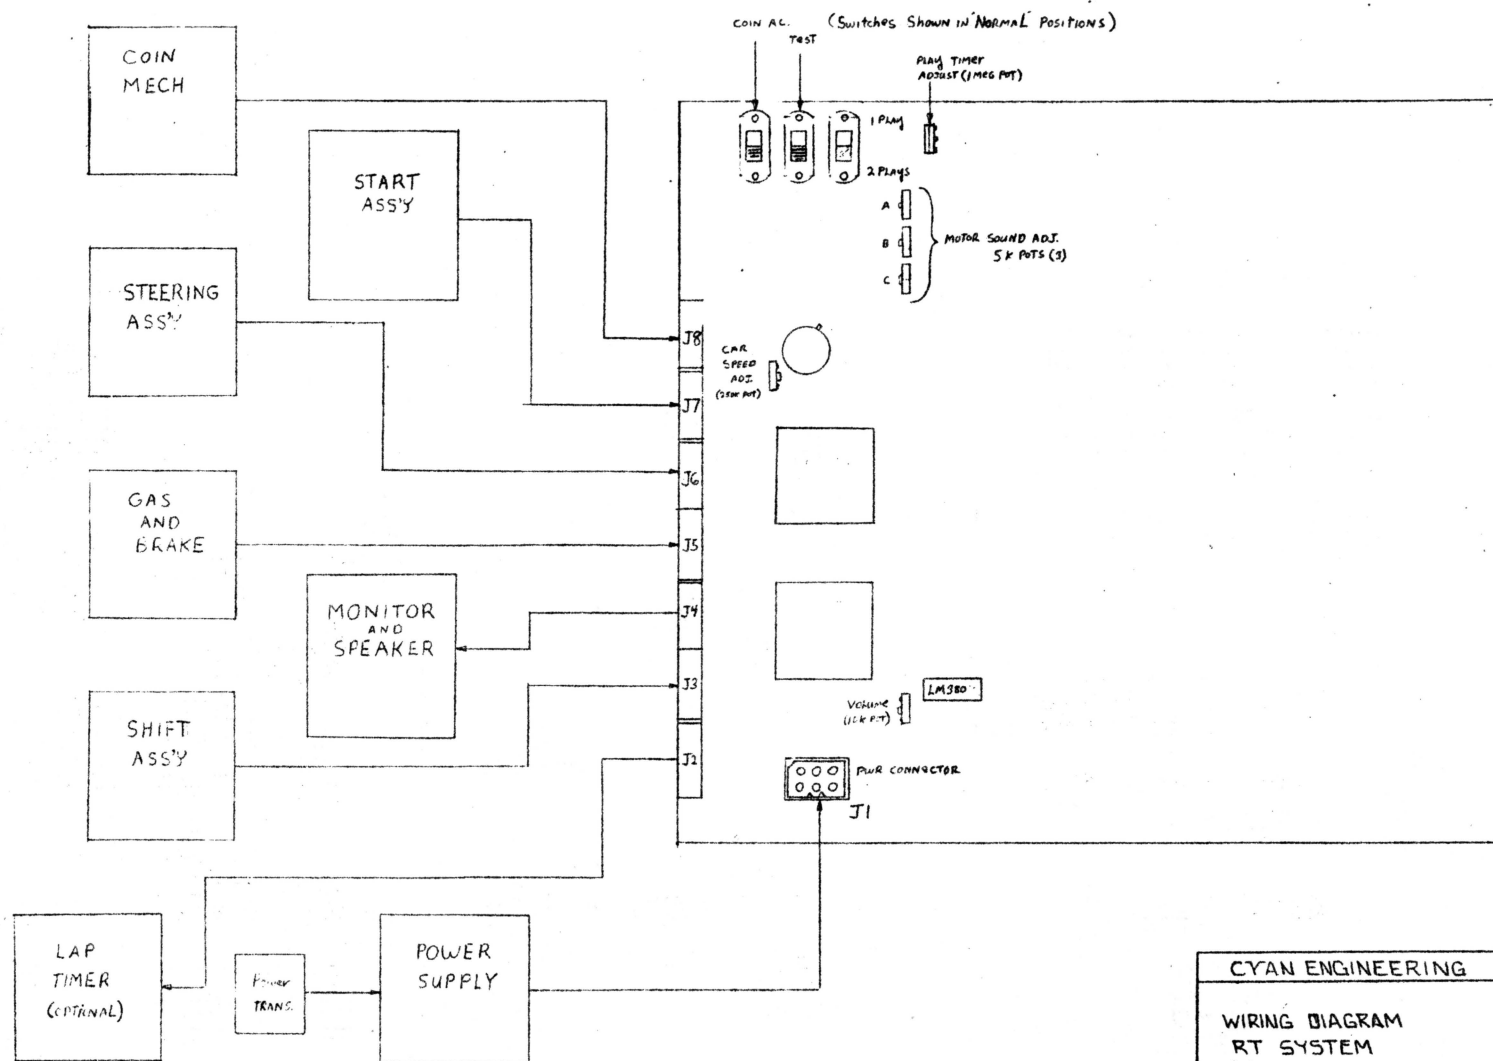 COIN AC.
(Switches Shown in "NORMAL" POSITIONS)
TEST
PLAY TIMER
ADJUST (1 MEG POT)
COIN
MECH
1 PLAY
2 PLAYS
START
ASS'Y
A
B
C
MOTOR SOUND ADJ.
5K POTS (3)
STEERING
ASS'Y
J8
CAR
SPEED
ADJ.
(250K POT)
J7
J6
GAS
AND
BRAKE
J5
MONITOR
AND
SPEAKER
J4
J3
LM380
VOLUME
SHIFT
ASS'Y
J2
PWR CONNECTOR
J1
LAP
TIMER
(OPTIONAL)
Power
TRANS.
POWER
SUPPLY
CYAN ENGINEERING
WIRING DIAGRAM
RT SYSTEM